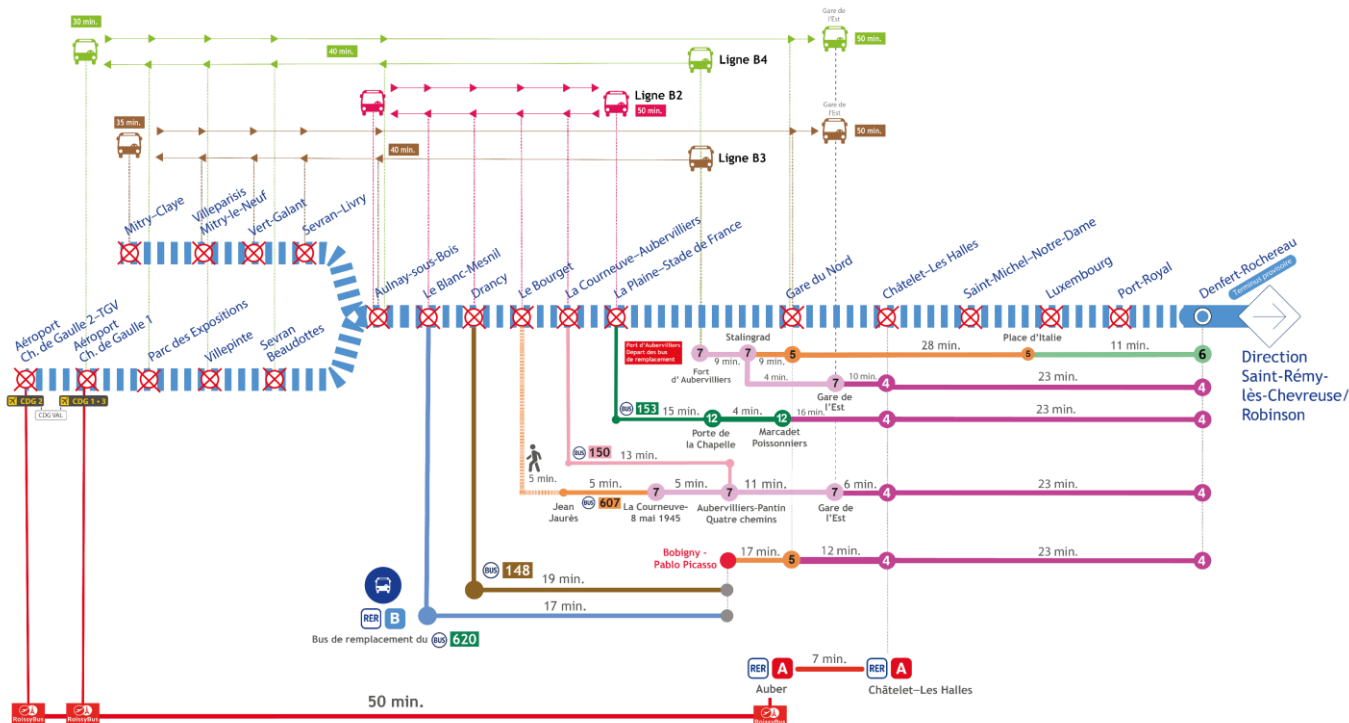 30 min.
Gare de
l'Est
50 min.
40 min.
Ligne B4
Ligne B2
50 min.
Gare de
l'Est
35 min.
50 min.
40 min.
Ligne B3
Mitry–Claye
Villeparisis
Mitry-le-Neuf
Vert-Galant
Sevran–Livry
Aulnay-sous-Bois
Le Blanc-Mesnil
Drancy
Le Bourget
La Courneuve–Aubervilliers
La Plaine–Stade de France
Gare du Nord
Châtelet–Les Halles
Saint-Michel–Notre-Dame
Luxembourg
Port-Royal
Denfert-Rochereau
Terminus provisoire
Aéroport
Ch. de Gaulle 2–TGV
Aéroport
Ch. de Gaulle 1
Parc des Expositions
Villepinte
Sevran
Beaudottes
CDG 2
CDG VAL
CDG 1 - 3
Direction
Saint-Rémy-
lès-Chevreuse/
Robinson
Fort d'Aubervilliers
Départ des bus
de remplacement
Stalingrad
Place d'Italie
7
7
5
28 min.
5
11 min.
6
9 min.
9 min.
Fort
d'Aubervilliers
4 min.
7
10 min.
4
23 min.
4
Gare de
l'Est
BUS 153
15 min.
12
4 min.
12
16 min.
4
23 min.
4
Porte de
la Chapelle
Marcadet
Poissonniers
BUS 150
13 min.
5 min.
5 min.
BUS 607
7
5 min.
7
11 min.
7
6 min.
4
23 min.
4
Jean
Jaurès
La Courneuve-
8 mai 1945
Aubervilliers-Pantin
Quatre chemins
Gare de
l'Est
Bobigny -
Pablo Picasso
17 min.
5
12 min.
4
23 min.
4
BUS 148
19 min.
17 min.
RER B
Bus de remplacement du BUS 620
RER A
7 min.
RER A
Auber
Châtelet–Les Halles
50 min.
RoissyBus
RoissyBus
RoissyBus